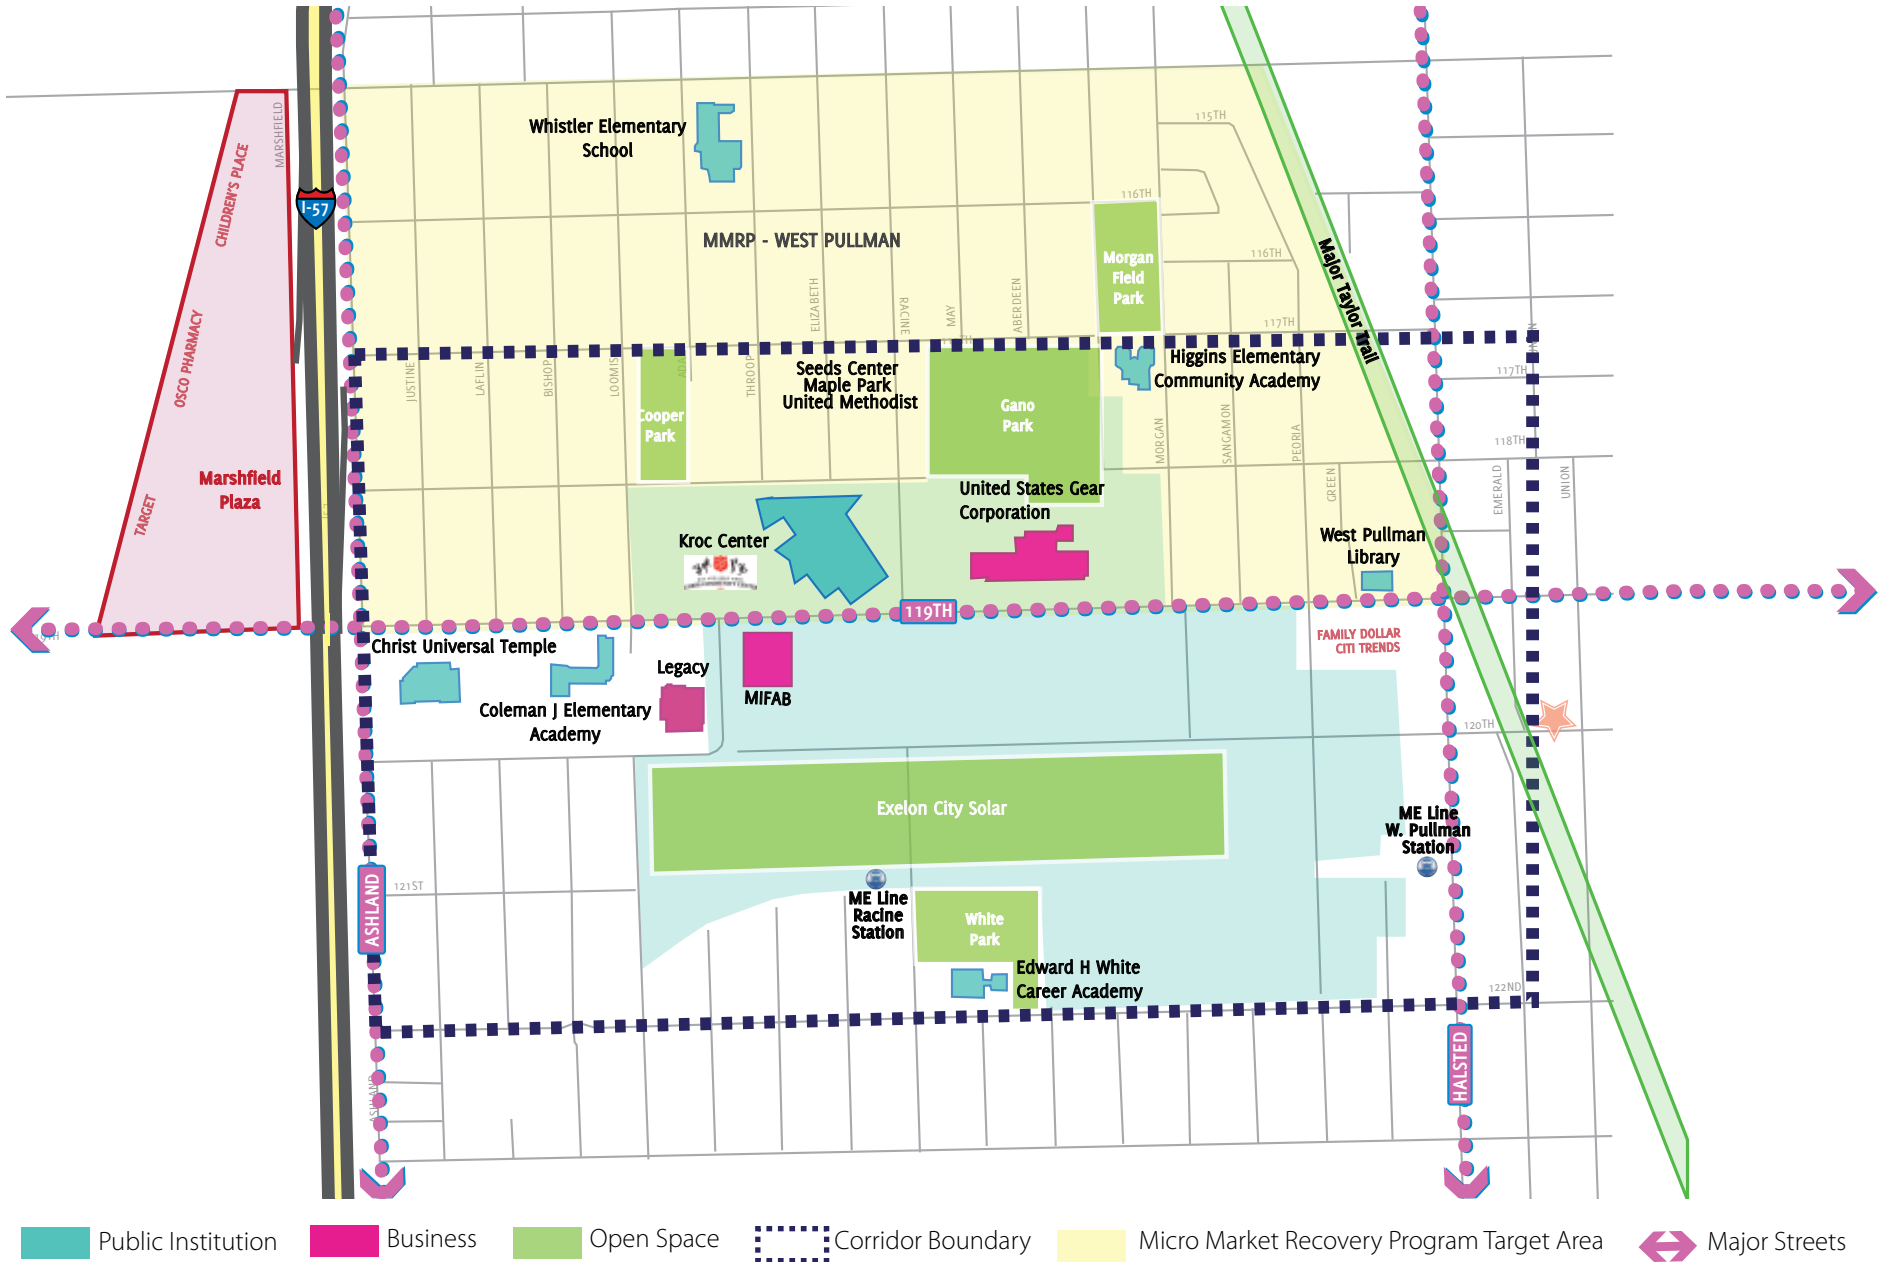 MARSHFIELD
115TH
Whistler Elementary
School
CHILDREN'S PLACE
116TH
I-57
MMRP - WEST PULLMAN
Morgan
Field
Park
116TH
Major Taylor Trail
ELIZABETH
RACINE
MAY
ABERDEEN
117TH
OSCO PHARMACY
JUSTINE
LAFLIN
BISHOP
LOOMIS
ADA
THROOP
Seeds Center
Maple Park
United Methodist
Higgins Elementary
Community Academy
117TH
Cooper
Park
Gano
Park
MORGAN
SANGAMON
PEORIA
118TH
Marshfield
Plaza
TARGET
United States Gear
Corporation
GREEN
EMERALD
UNION
Kroc Center
West Pullman
Library
119TH
FAMILY DOLLAR
CITI TRENDS
Christ Universal Temple
Legacy
MIFAB
Coleman J Elementary
Academy
120TH
Exelon City Solar
ME Line
W. Pullman
Station
121ST
ASHLAND
ME Line
Racine
Station
White
Park
Edward H White
Career Academy
122ND
HALSTED
ASHLAND
Public Institution
Business
Open Space
Corridor Boundary
Micro Market Recovery Program Target Area
Major Streets